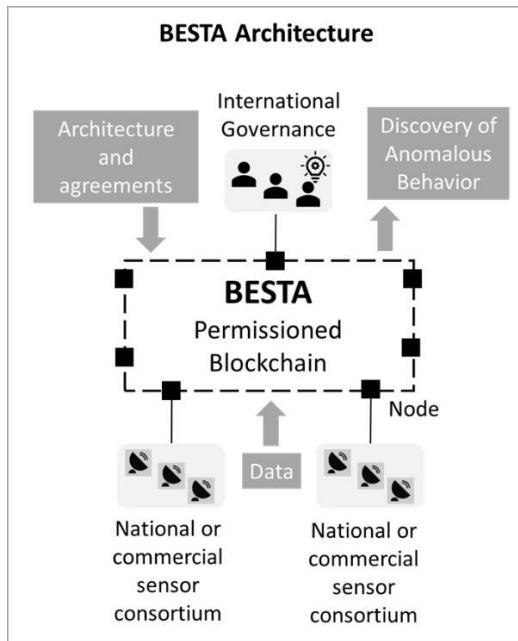 BESTA Architecture
International
Governance
Architecture
and
agreements
Discovery of
Anomalous
Behavior
BESTA
Permissioned
Blockchain
Node
Data
National or
commercial
sensor
consortium
National or
commercial
sensor
consortium